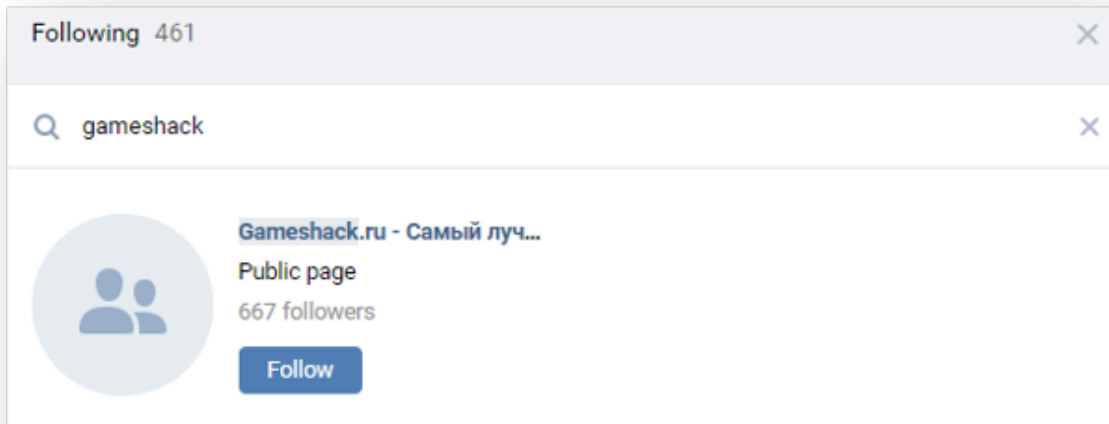 Following 461
gameshack
Gameshack.ru - Самый луч...
Public page
667 followers
Follow